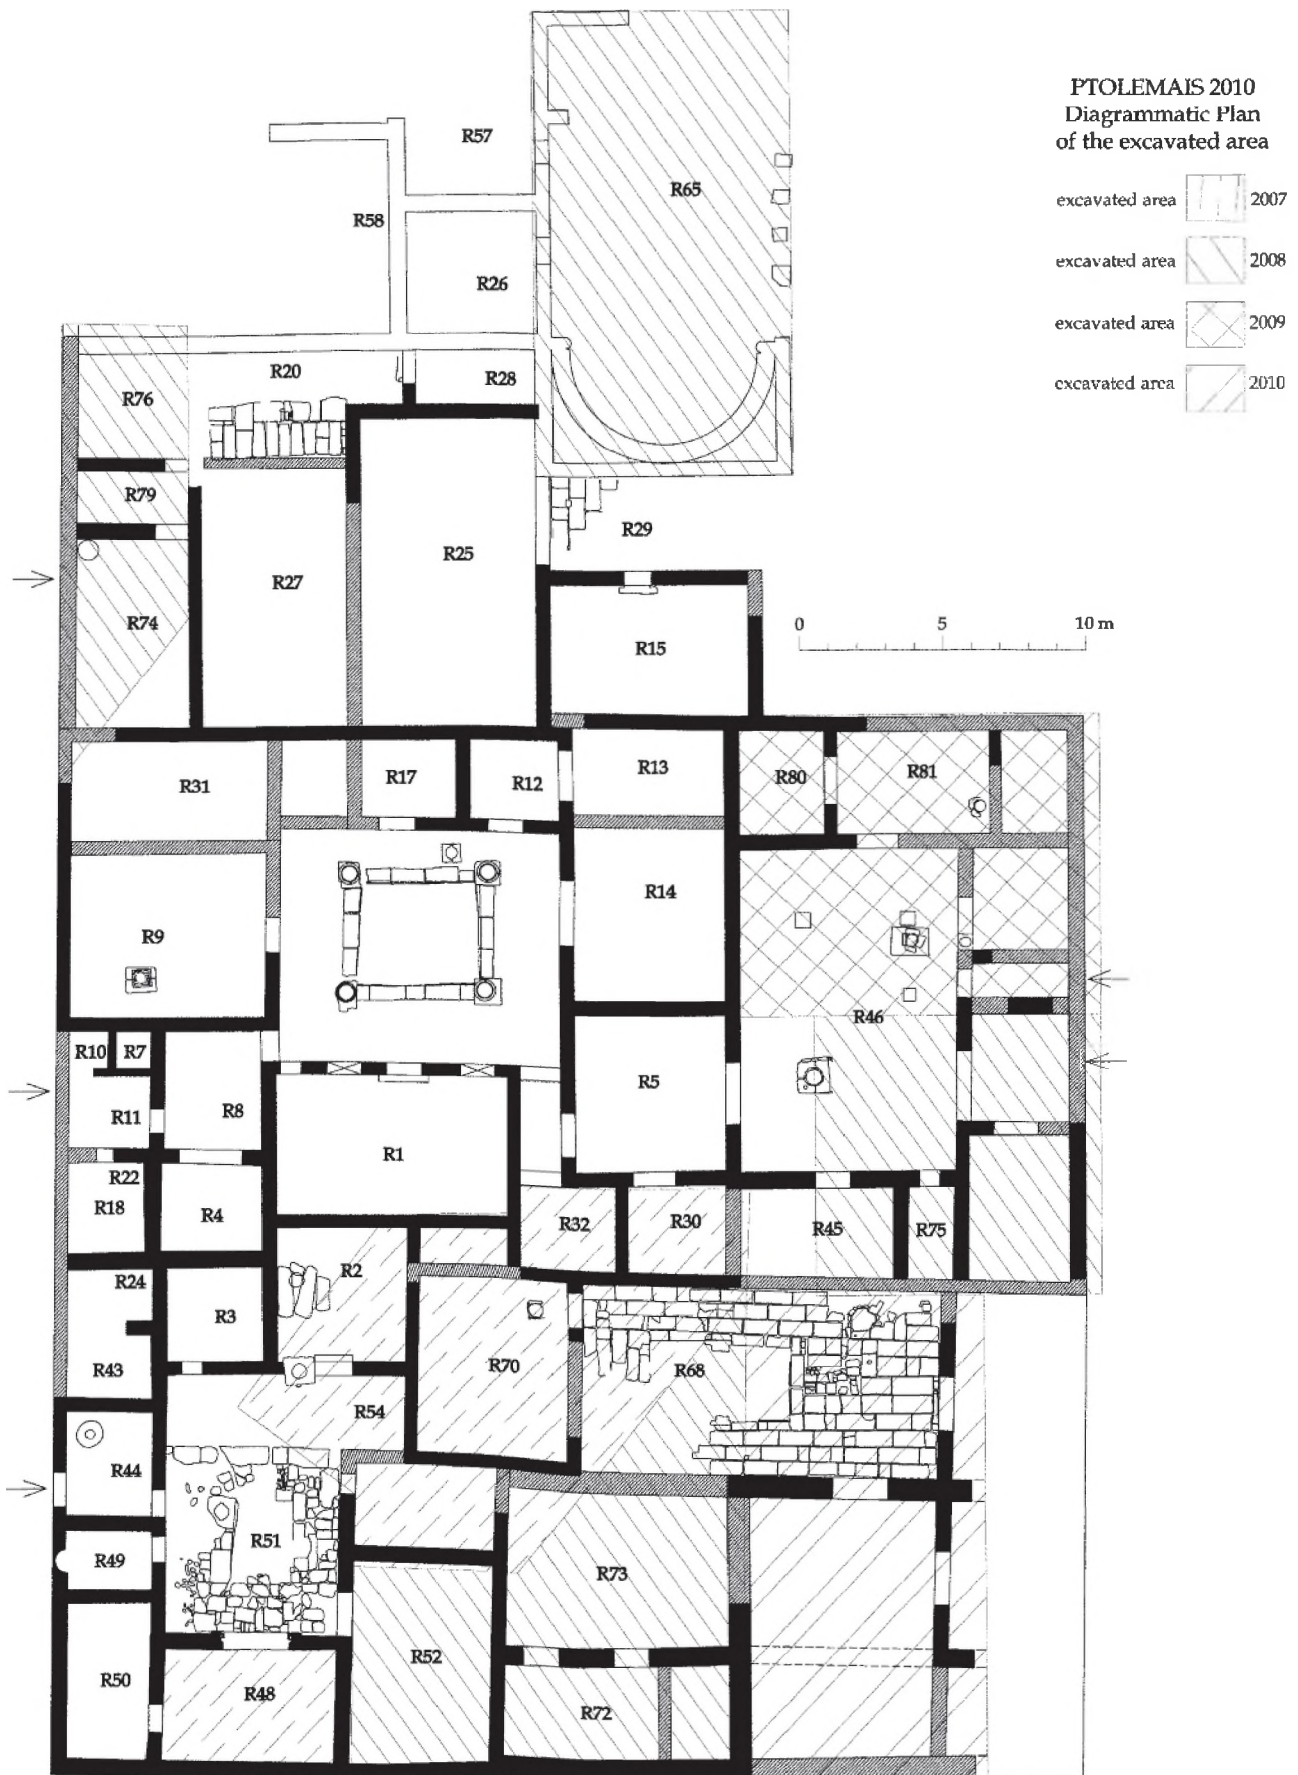 PTOLEMAIS 2010
Diagrammatic Plan
of the excavated area
excavated area 2007
excavated area 2008
excavated area 2009
excavated area 2010
R57
R65
R58
R26
R20
R28
R76
R79
R29
R25
R27
R74
R15
0 5 10 m
R31
R17
R12
R13
R80
R81
R14
R9
R46
R10
R7
R5
R11
R8
R1
R22
R18
R4
R32
R30
R45
R75
R2
R24
R3
R43
R70
R68
R54
R44
R51
R49
R73
R52
R50
R48
R72